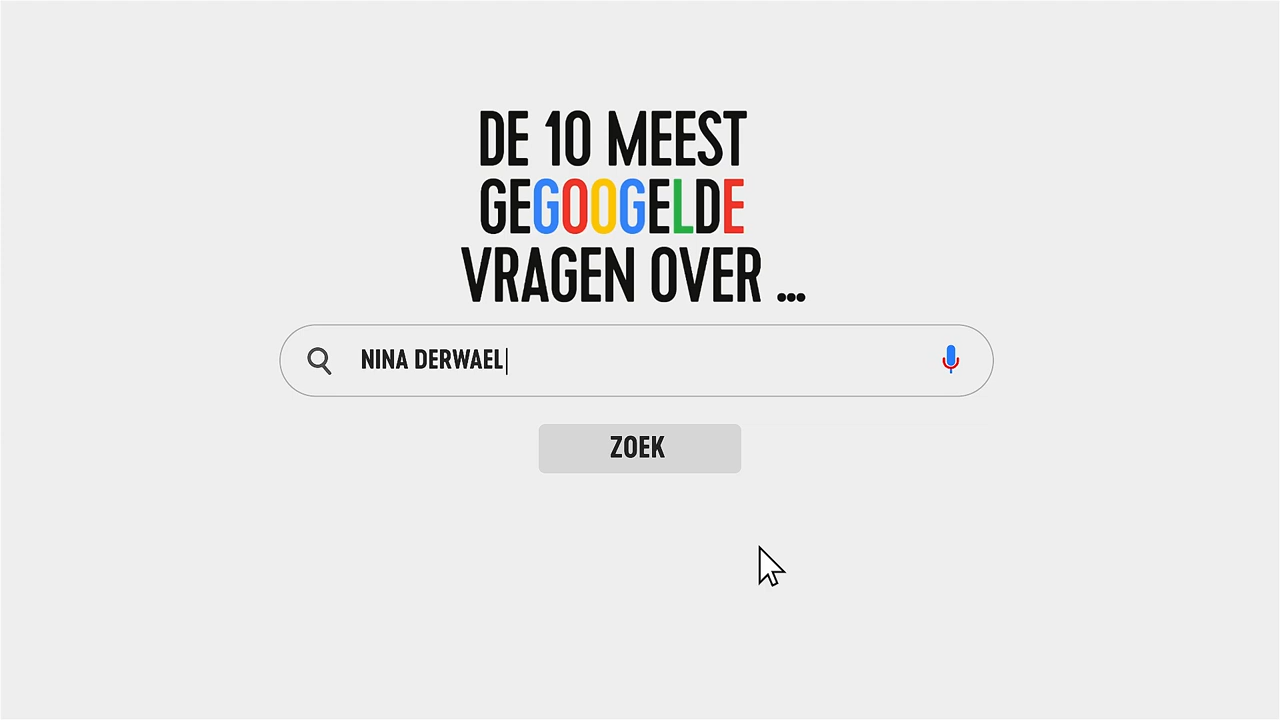 DE 10 MEEST
GEGOOGELDE
VRAGEN OVER ...
NINA DERWAEL
ZOEK